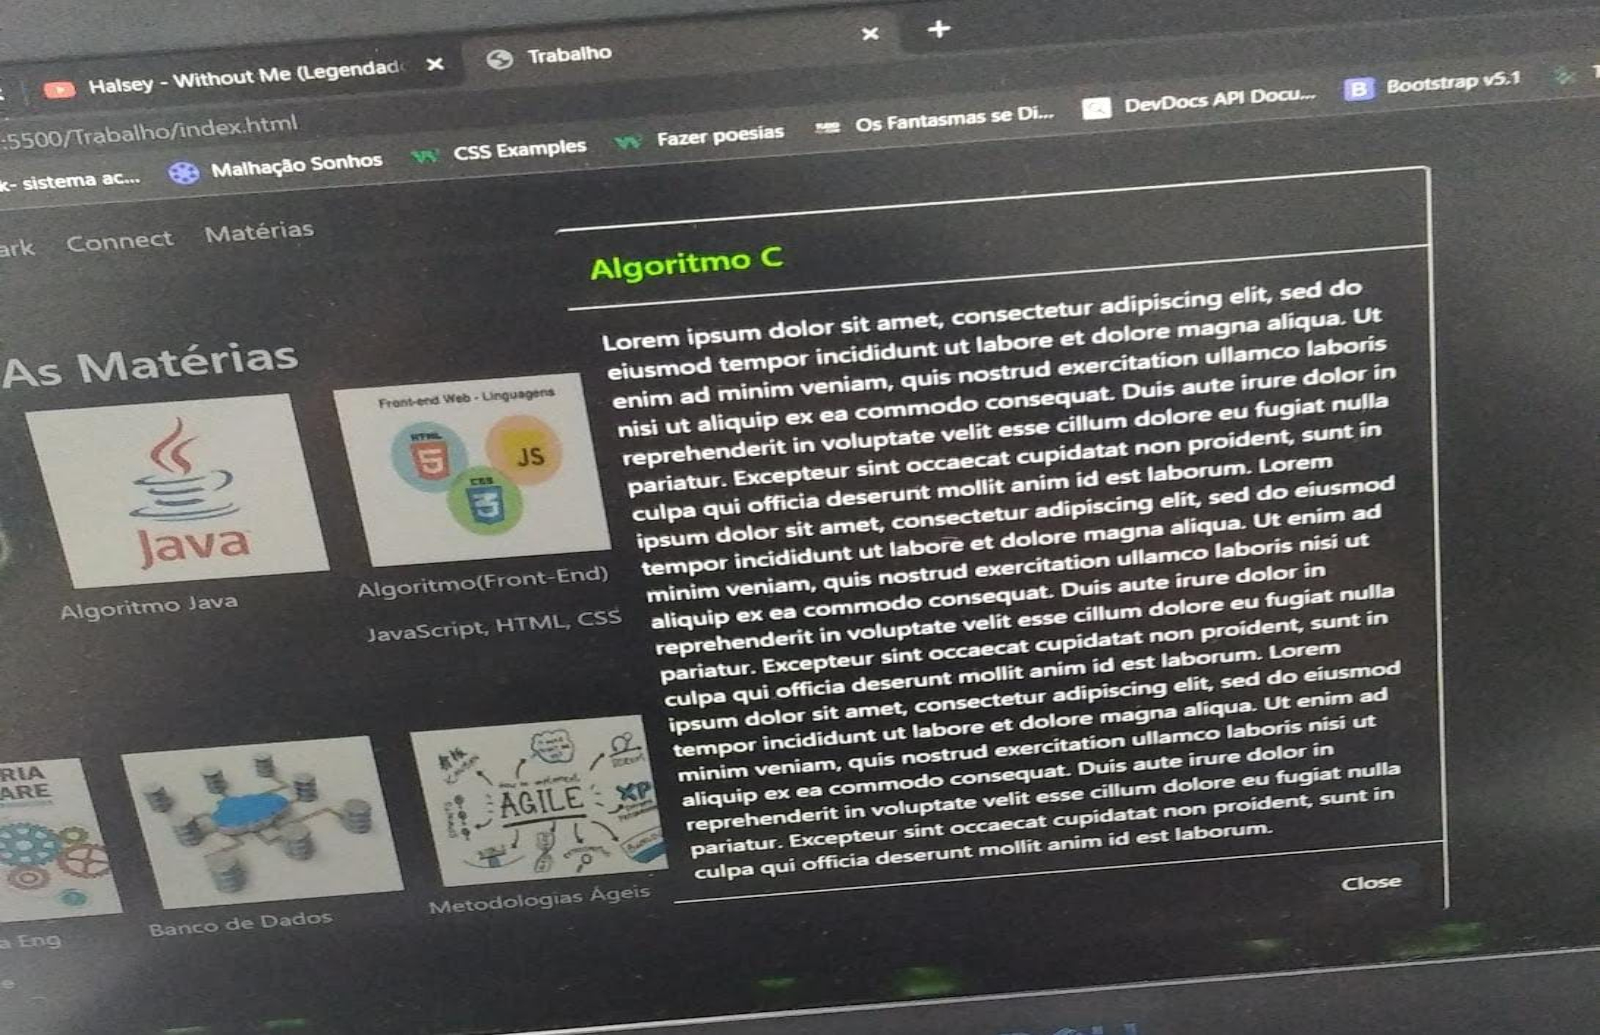 Halsey - Without Me (Legendad
Trabalho
:5500/Trabalho/index.html
k- sistema ac...
Malhação Sonhos
CSS Examples
Fazer poesias
Os Fantasmas se Di...
DevDocs API Docu...
B
Bootstrap v5.1
ark
Connect
Matérias
As Matérias
Java
Algoritmo Java
Front-end Web - Linguagens
HTML
5
JS
CSS
3
Algoritmo(Front-End)
JavaScript, HTML, CSS
RIA
ARE
a Eng
e
Banco de Dados
AGILE
XP
Metodologias Ágeis
Algoritmo C
Lorem ipsum dolor sit amet, consectetur adipiscing elit, sed do
eiusmod tempor incididunt ut labore et dolore magna aliqua. Ut
enim ad minim veniam, quis nostrud exercitation ullamco laboris
nisi ut aliquip ex ea commodo consequat. Duis aute irure dolor in
reprehenderit in voluptate velit esse cillum dolore eu fugiat nulla
pariatur. Excepteur sint occaecat cupidatat non proident, sunt in
culpa qui officia deserunt mollit anim id est laborum. Lorem
ipsum dolor sit amet, consectetur adipiscing elit, sed do eiusmod
tempor incididunt ut labore et dolore magna aliqua. Ut enim ad
minim veniam, quis nostrud exercitation ullamco laboris nisi ut
aliquip ex ea commodo consequat. Duis aute irure dolor in
reprehenderit in voluptate velit esse cillum dolore eu fugiat nulla
pariatur. Excepteur sint occaecat cupidatat non proident, sunt in
culpa qui officia deserunt mollit anim id est laborum. Lorem
ipsum dolor sit amet, consectetur adipiscing elit, sed do eiusmod
tempor incididunt ut labore et dolore magna aliqua. Ut enim ad
minim veniam, quis nostrud exercitation ullamco laboris nisi ut
aliquip ex ea commodo consequat. Duis aute irure dolor in
reprehenderit in voluptate velit esse cillum dolore eu fugiat nulla
pariatur. Excepteur sint occaecat cupidatat non proident, sunt in
culpa qui officia deserunt mollit anim id est laborum.
Close